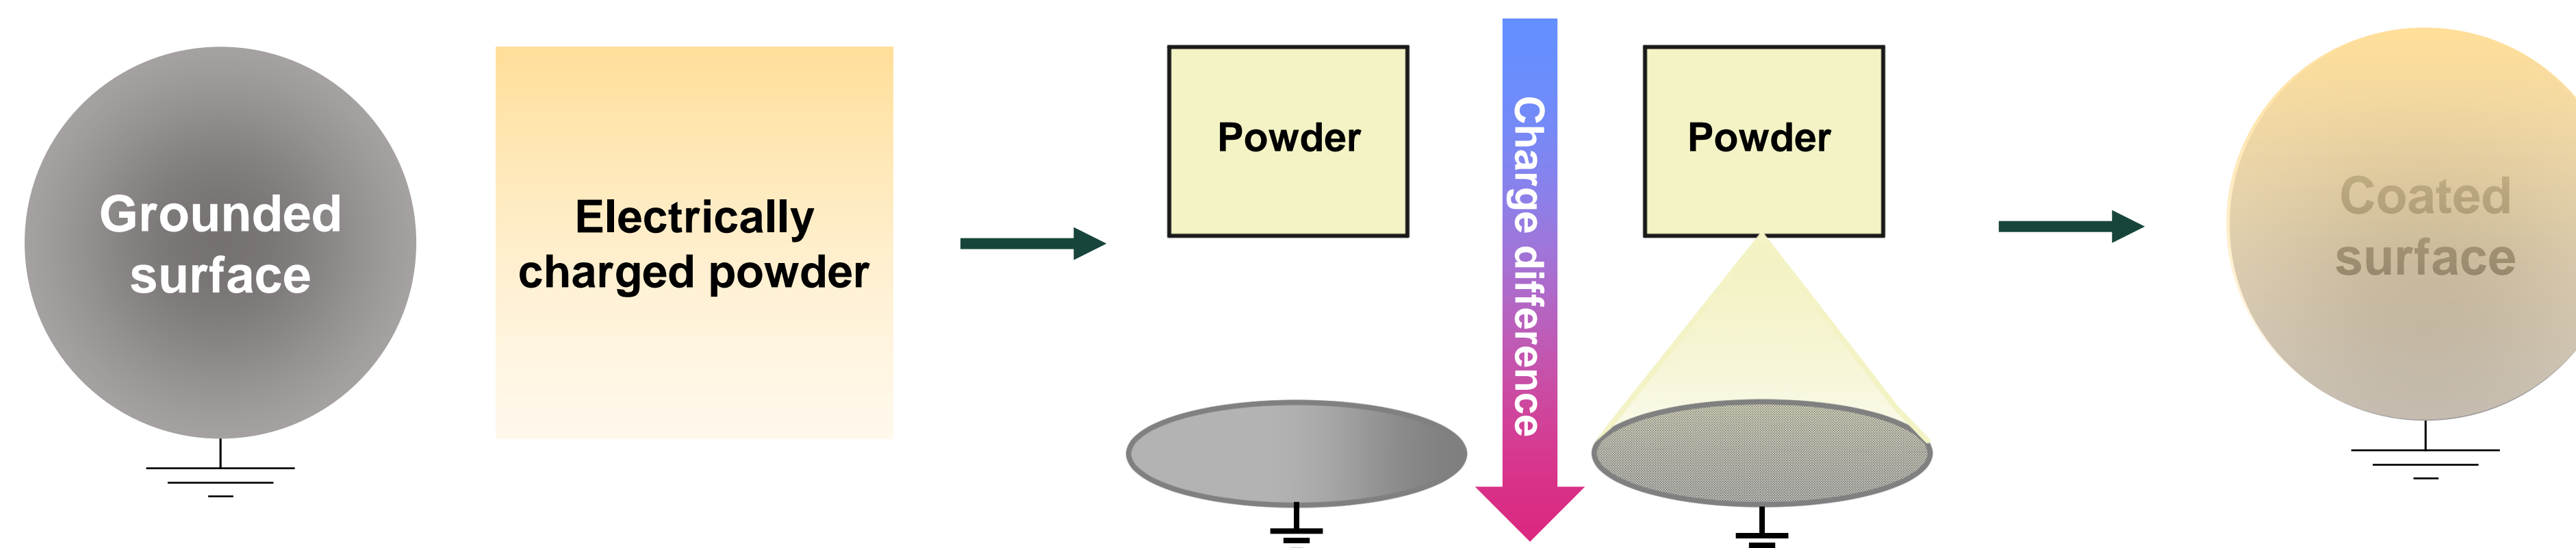 Grounded
surface
Electrically
charged powder
Powder
Charge difference
Powder
Coated
surface